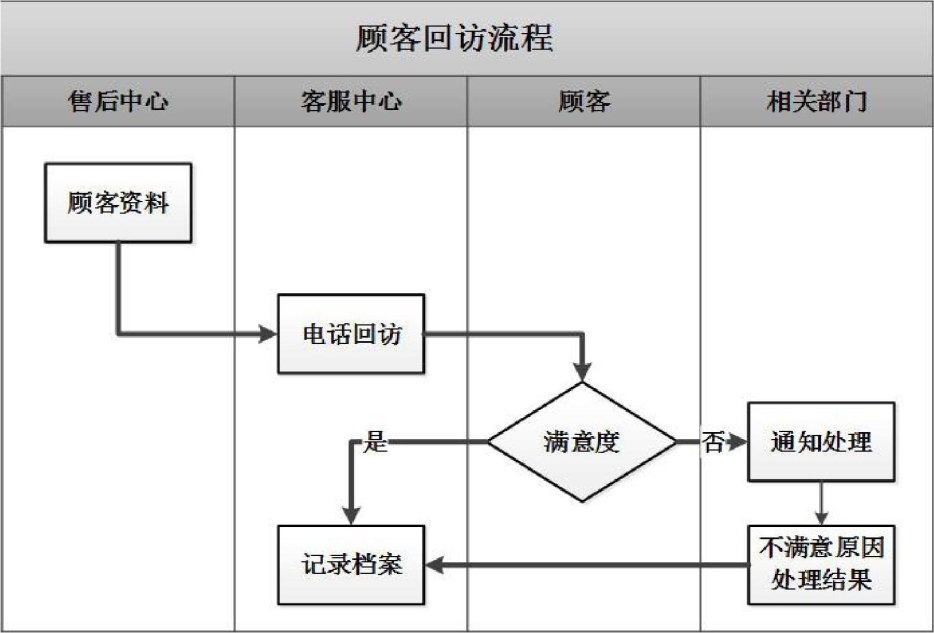 顾客回访流程
售后中心
客服中心
顾客
相关部门
顾客资料
电话回访
满意度
是
否
通知处理
记录档案
不满意原因
处理结果